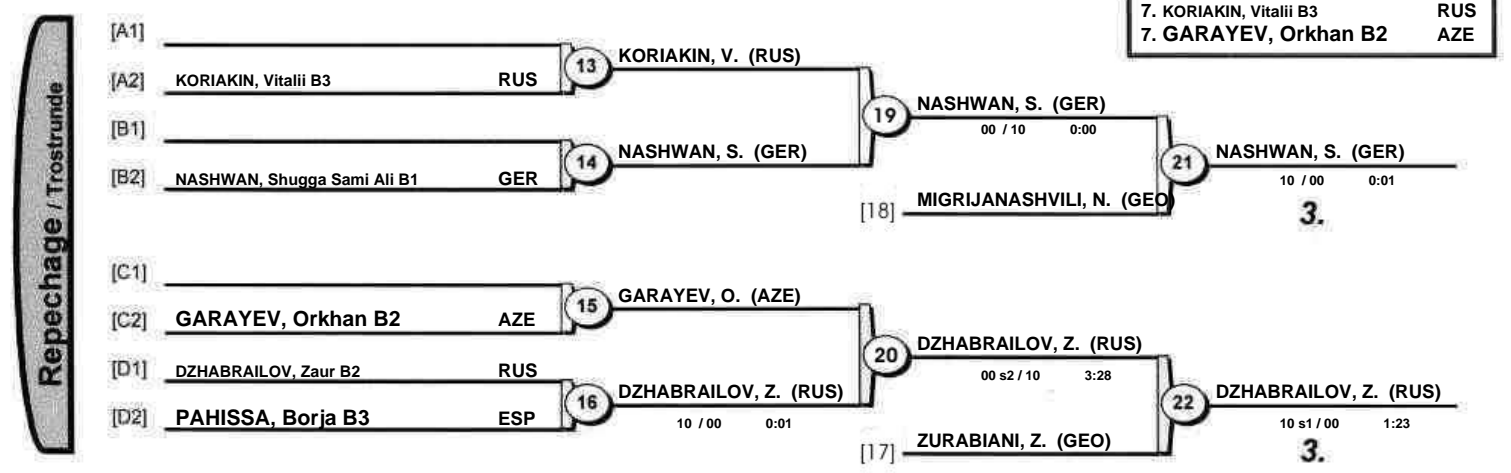 7. KORIAKIN, Vitalii B3 RUS
7. GARAYEV, Orkhan B2 AZE
Repechage / Trostrunde
[A1]
[A2] KORIAKIN, Vitalii B3 RUS
13 KORIAKIN, V. (RUS)
[B1]
[B2] NASHWAN, Shugga Sami Ali B1 GER
14 NASHWAN, S. (GER)
19 NASHWAN, S. (GER)
00 / 10 0:00
[18] MIGRIJANASHVILI, N. (GEO)
21 NASHWAN, S. (GER)
10 / 00 0:01
3.
[C1]
[C2] GARAYEV, Orkhan B2 AZE
15 GARAYEV, O. (AZE)
[D1] DZHABRAILOV, Zaur B2 RUS
[D2] PAHISSA, Borja B3 ESP
16 DZHABRAILOV, Z. (RUS)
10 / 00 0:01
20 DZHABRAILOV, Z. (RUS)
00 s2 / 10 3:28
[17] ZURABIANI, Z. (GEO)
22 DZHABRAILOV, Z. (RUS)
10 s1 / 00 1:23
3.